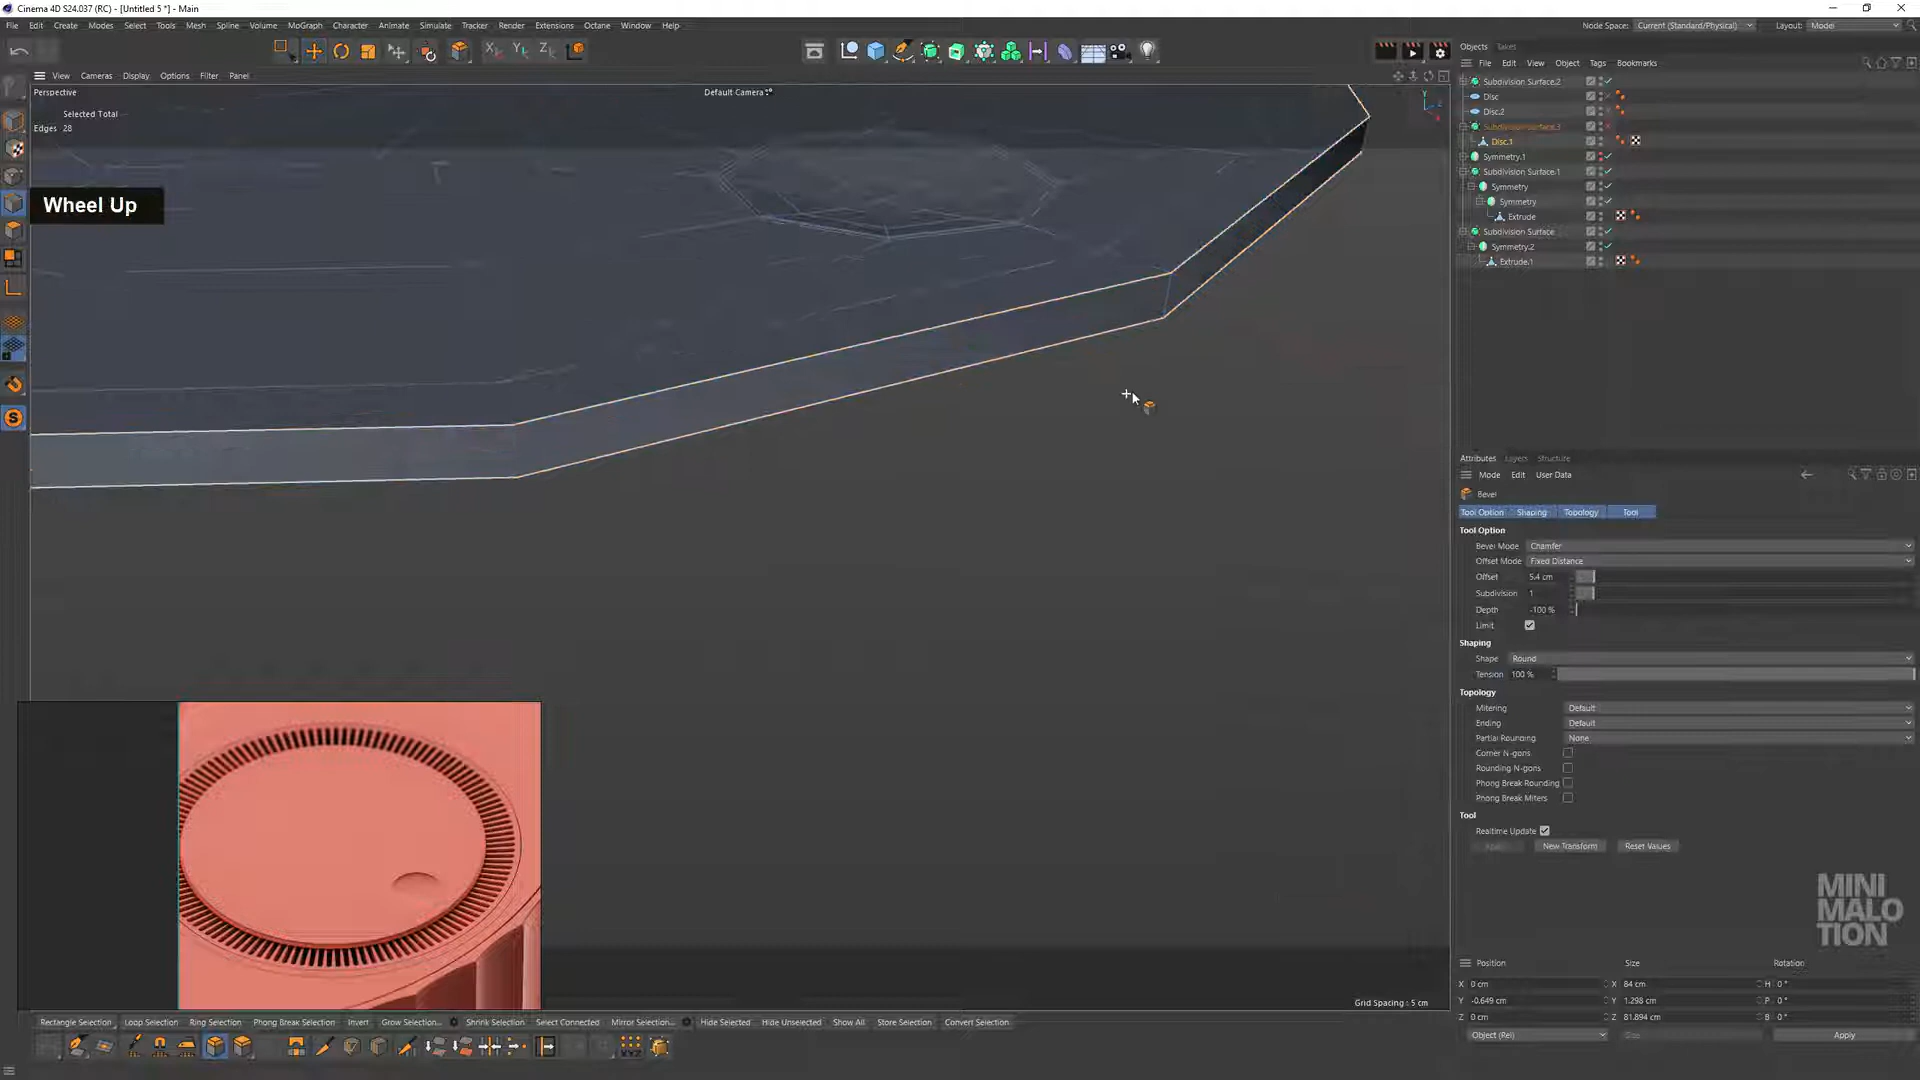 Cinema 4D S24.037 (RC) - [Untitled 5 *] - Main
File Edit Create Modes Select Tools Mesh Spline Volume MoGraph Character Animate Simulate Tracker Render Extensions Octane Window Help
Node Space: Current (Standard/Physical) Layout: Model
X Y Z
View Cameras Display Options Filter Panel
Perspective
Default Camera
Selected Total
Edges 28
Wheel Up
Grid Spacing : 5 cm
Objects Takes
File Edit View Object Tags Bookmarks
Subdivision Surface.2
Disc
Disc.2
Subdivision Surface.3
Disc.1
Symmetry.1
Subdivision Surface.1
Symmetry
Symmetry
Extrude
Subdivision Surface
Symmetry.2
Extrude.1
Attributes Layers Structure
Mode Edit User Data
Bevel
Tool Option Shaping Topology Tool
Tool Option
Bevel Mode Chamfer
Offset Mode Fixed Distance
Offset 5.4 cm
Subdivision 1
Depth -100 %
Limit
Shaping
Shape Round
Tension 100 %
Topology
Mitering Default
Ending Default
Partial Rounding None
Corner N-gons
Rounding N-gons
Phong Break Rounding
Phong Break Miters
Tool
Realtime Update
New Transform Reset Values
MINI
MALO
TION
Position Size Rotation
X 0 cm X 84 cm H 0 °
Y -0.649 cm Y 1.298 cm P 0 °
Z 0 cm Z 81.894 cm B 0 °
Object (Rel) Size Apply
Rectangle Selection Loop Selection Ring Selection Phong Break Selection Invert Grow Selection... Shrink Selection Select Connected Mirror Selection... Hide Selected Hide Unselected Show All Store Selection Convert Selection
XYZ